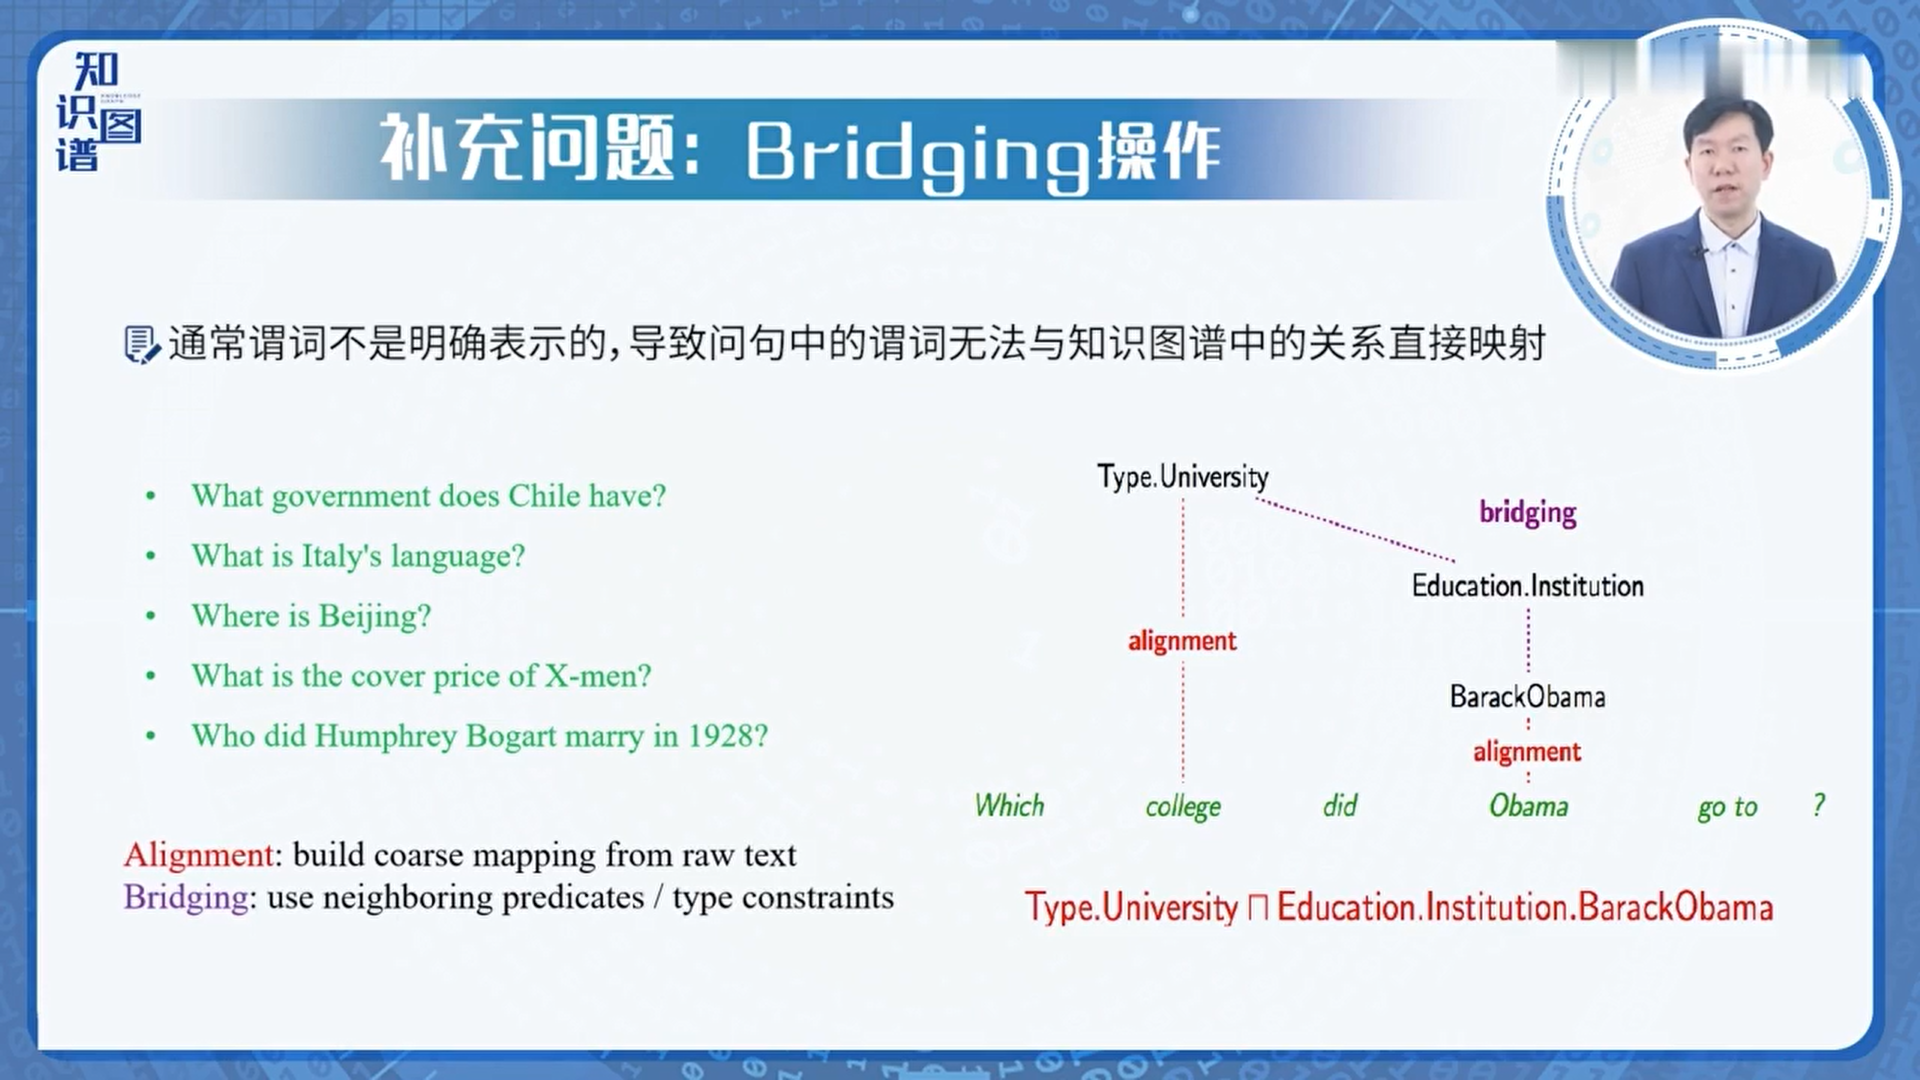 知识图谱
KNOWLEDGE GRAPH
补充问题：Bridging操作
通常谓词不是明确表示的，导致问句中的谓词无法与知识图谱中的关系直接映射
• What government does Chile have?
• What is Italy's language?
• Where is Beijing?
• What is the cover price of X-men?
• Who did Humphrey Bogart marry in 1928?
Alignment: build coarse mapping from raw text
Bridging: use neighboring predicates / type constraints
Type.University
bridging
Education.Institution
alignment
BarackObama
alignment
Which college did Obama go to ?
Type.University ⊓ Education.Institution.BarackObama